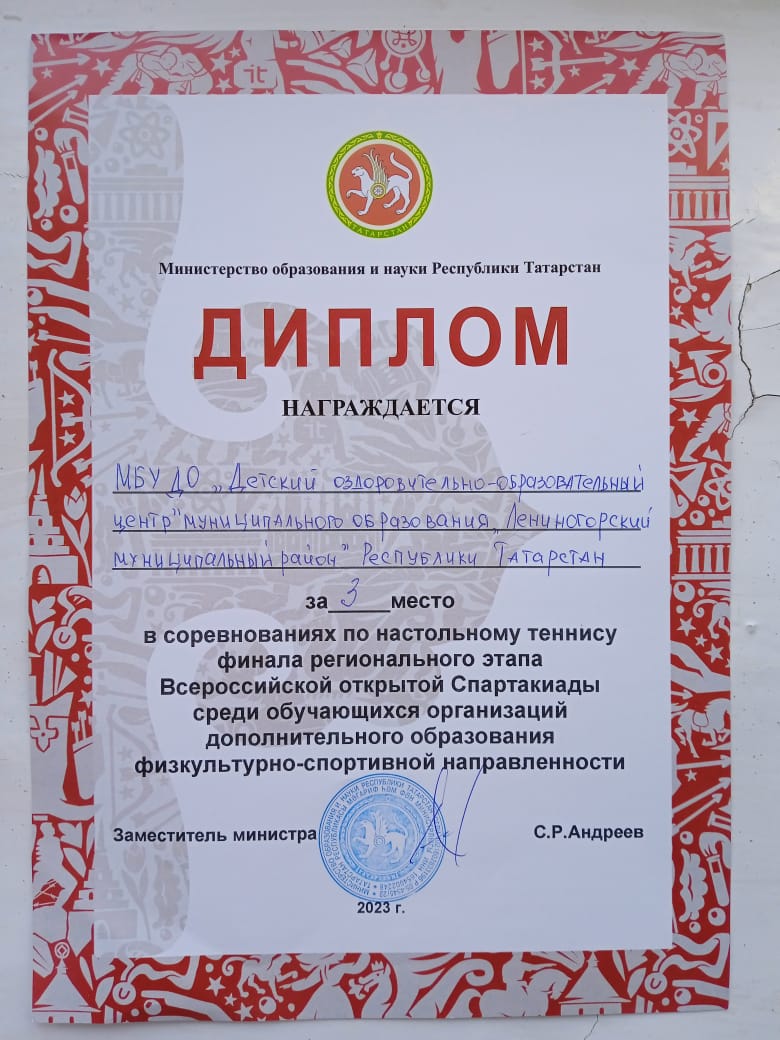 ТАТАРСТАН
Министерство образования и науки Республики Татарстан
ДИПЛОМ
НАГРАЖДАЕТСЯ
МБУ ДО „Детский оздоровительно-образовательный
центр" муниципального образования „Лениногорский
муниципальный район" Республики Татарстан
за 3 место
в соревнованиях по настольному теннису
финала регионального этапа
Всероссийской открытой Спартакиады
среди обучающихся организаций
дополнительного образования
физкультурно-спортивной направленности
Заместитель министра С.Р.Андреев
2023 г.